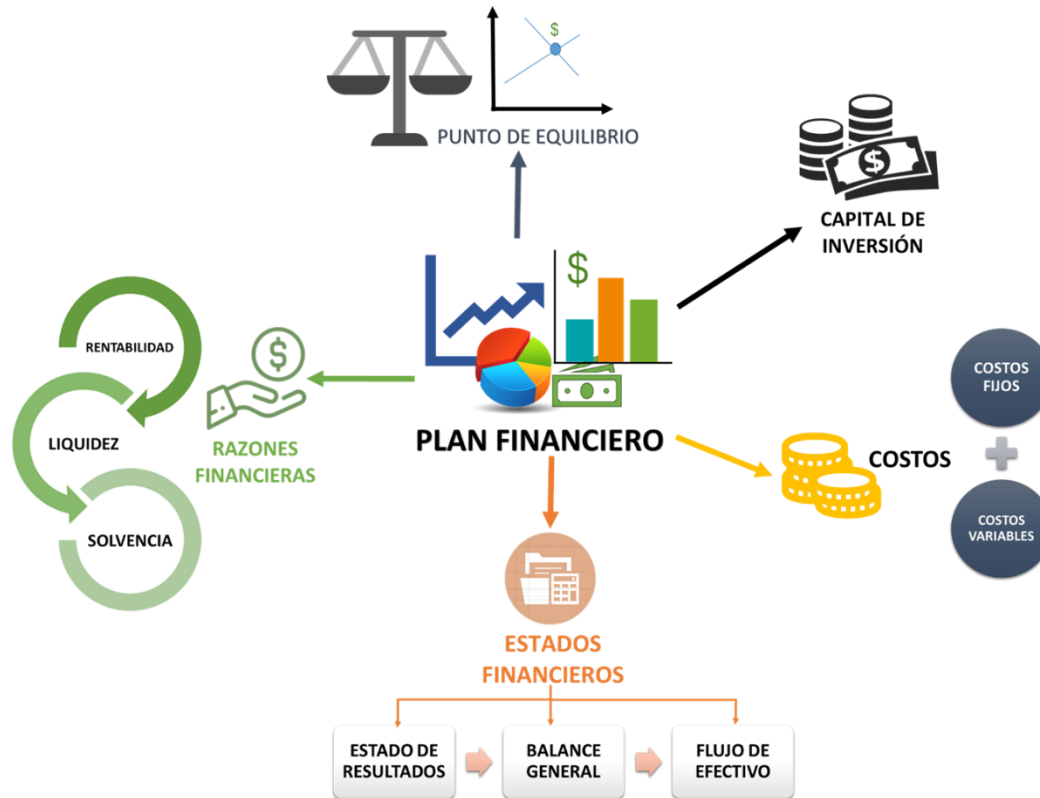 $
PUNTO DE EQUILIBRIO
$
CAPITAL DE
INVERSIÓN
$
PLAN FINANCIERO
$
RAZONES
FINANCIERAS
RENTABILIDAD
LIQUIDEZ
SOLVENCIA
COSTOS
COSTOS
FIJOS
+
COSTOS
VARIABLES
ESTADOS
FINANCIEROS
ESTADO DE
RESULTADOS
BALANCE
GENERAL
FLUJO DE
EFECTIVO